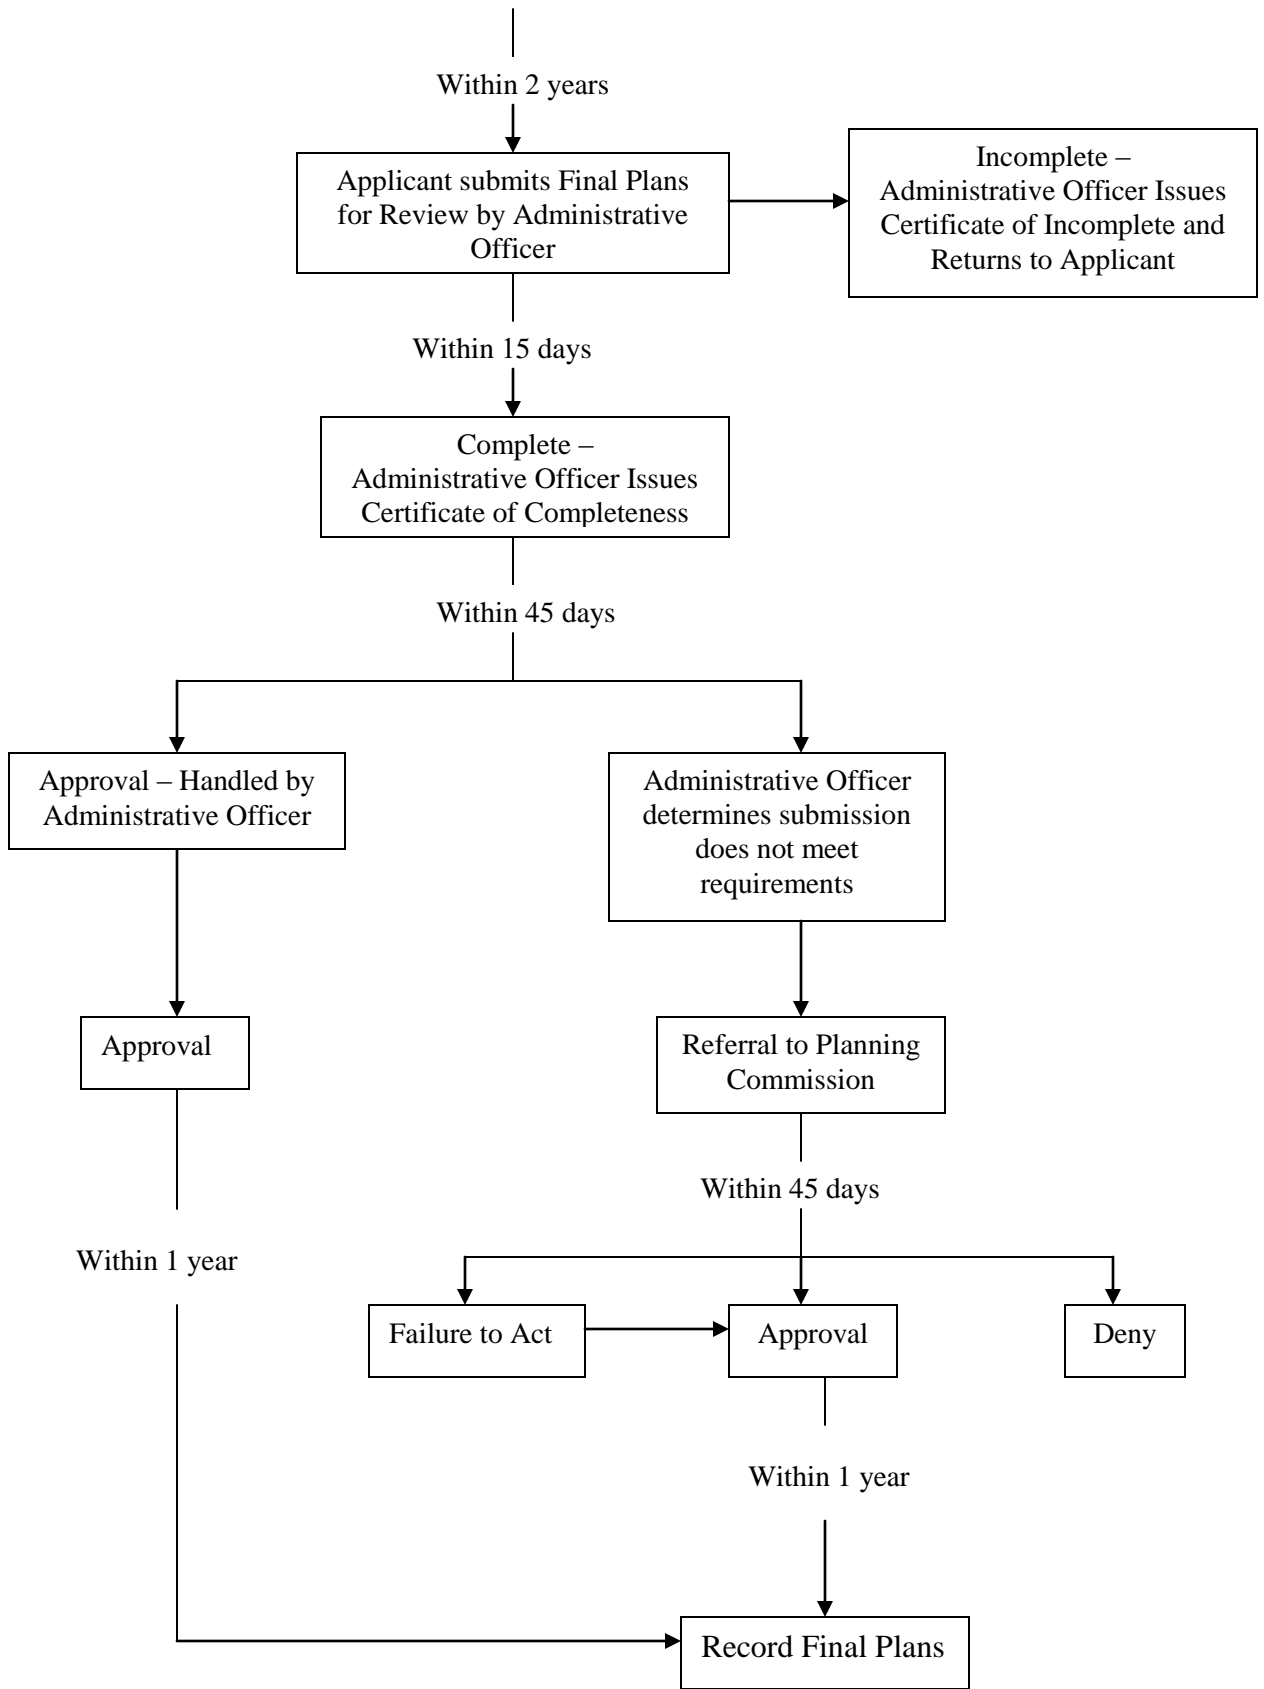 Within 2 years
Applicant submits Final Plans
for Review by Administrative
Officer
Incomplete –
Administrative Officer Issues
Certificate of Incomplete and
Returns to Applicant
Within 15 days
Complete –
Administrative Officer Issues
Certificate of Completeness
Within 45 days
Approval – Handled by
Administrative Officer
Administrative Officer
determines submission
does not meet
requirements
Approval
Referral to Planning
Commission
Within 45 days
Within 1 year
Failure to Act
Approval
Deny
Within 1 year
Record Final Plans